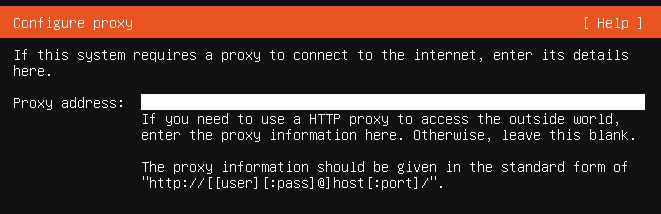 Configure proxy [ Help ]
If this system requires a proxy to connect to the internet, enter its details
here.
Proxy address:
If you need to use a HTTP proxy to access the outside world,
enter the proxy information here. Otherwise, leave this blank.
The proxy information should be given in the standard form of
"http://[[user][:pass]@]host[:port]/".